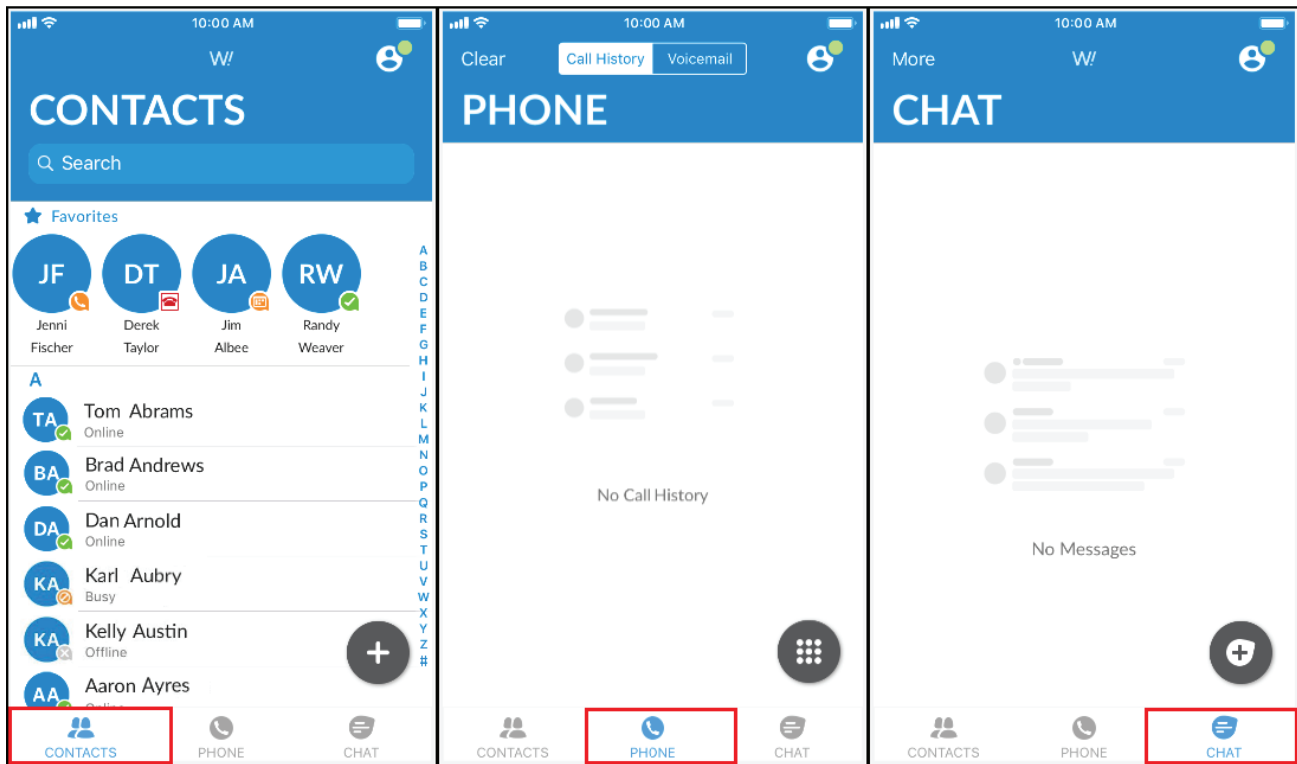 10:00 AM
W!
CONTACTS
Search
Favorites
JF
DT
JA
RW
Jenni
Fischer
Derek
Taylor
Jim
Albee
Randy
Weaver
A
TA
Tom Abrams
Online
BA
Brad Andrews
Online
DA
Dan Arnold
Online
KA
Karl Aubry
Busy
KA
Kelly Austin
Offline
AA
Aaron Ayres
Online
A
B
C
D
E
F
G
H
I
J
K
L
M
N
O
P
Q
R
S
T
U
V
W
X
Y
Z
#
CONTACTS
PHONE
CHAT
10:00 AM
Clear
Call History
Voicemail
PHONE
No Call History
CONTACTS
PHONE
CHAT
10:00 AM
More
W!
CHAT
No Messages
CONTACTS
PHONE
CHAT